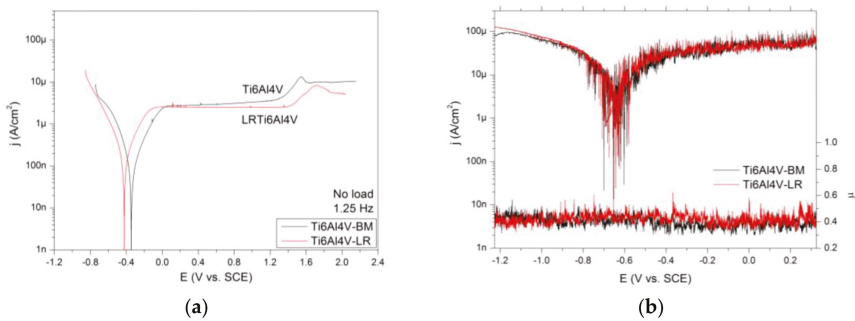 (a)
100µ
10µ
1µ
100n
10n
1n
j (A/cm²)
Ti6Al4V
LRTi6Al4V
No load
1.25 Hz
Ti6Al4V-BM
Ti6Al4V-LR
-1.2 -0.8 -0.4 0.0 0.4 0.8 1.2 1.6 2.0 2.4
E (V vs. SCE)
(a)
(b)
100µ
10µ
1µ
100n
10n
1n
j (A/cm²)
Ti6Al4V-BM
Ti6Al4V-LR
1.0
0.8
0.6
0.4
0.2
µ
-1.2 -1.0 -0.8 -0.6 -0.4 -0.2 0.0 0.2
E (V vs. SCE)
(b)